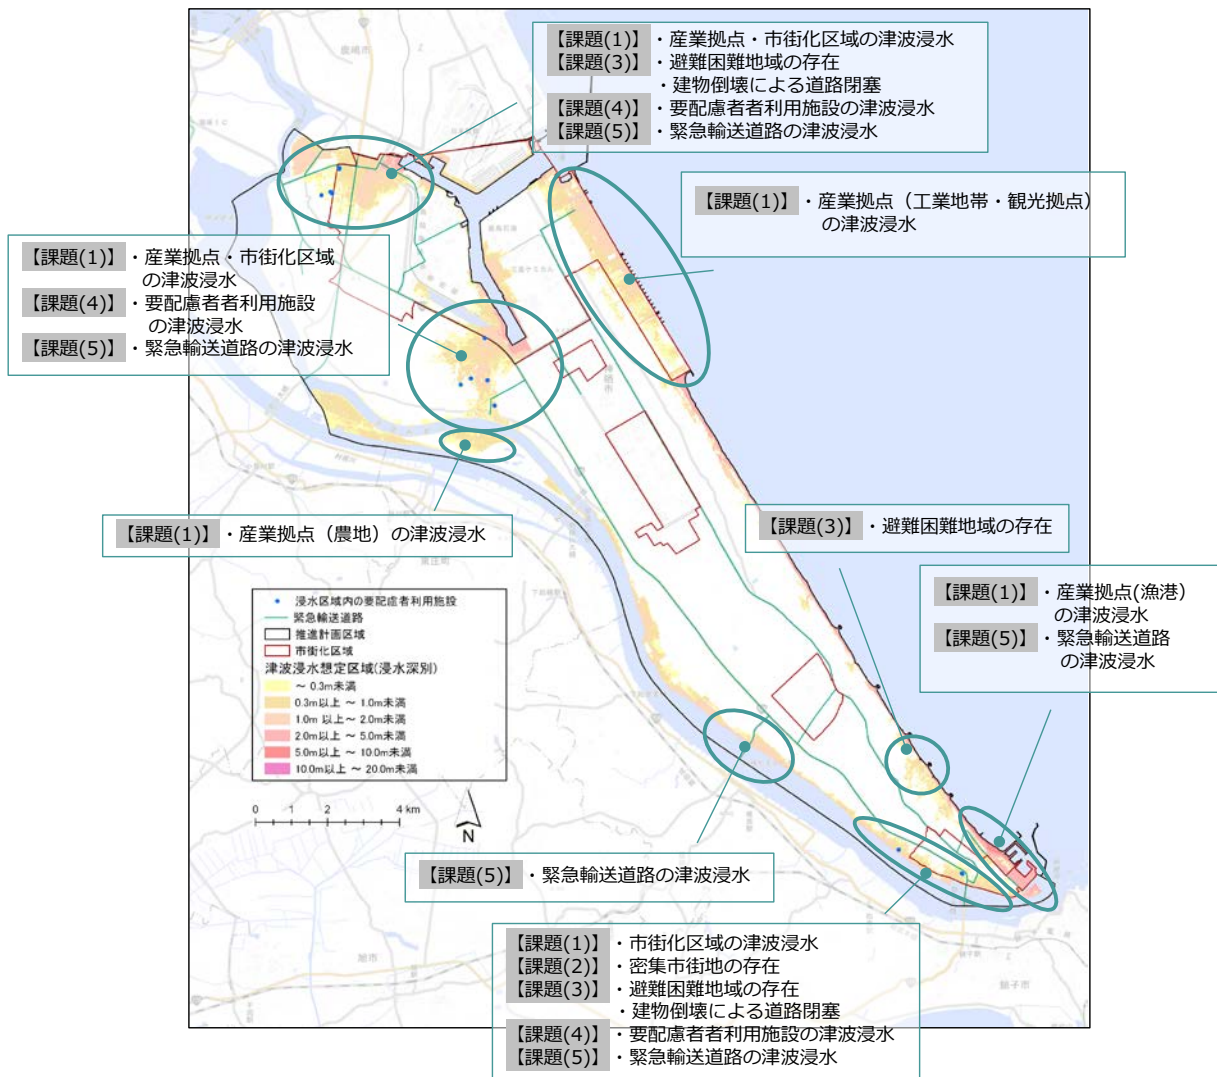 【課題(1)】・産業拠点・市街化区域の津波浸水
【課題(3)】・避難困難地域の存在
・建物倒壊による道路閉塞
【課題(4)】・要配慮者者利用施設の津波浸水
【課題(5)】・緊急輸送道路の津波浸水
【課題(1)】・産業拠点（工業地帯・観光拠点）
の津波浸水
【課題(1)】・産業拠点・市街化区域
の津波浸水
【課題(4)】・要配慮者者利用施設
の津波浸水
【課題(5)】・緊急輸送道路の津波浸水
【課題(1)】・産業拠点（農地）の津波浸水
【課題(3)】・避難困難地域の存在
【課題(1)】・産業拠点(漁港）
の津波浸水
【課題(5)】・緊急輸送道路
の津波浸水
浸水区域内の要配慮者利用施設
緊急輸送道路
推進計画区域
市街化区域
津波浸水想定区域(浸水深別)
～ 0.3m未満
0.3m以上 ～ 1.0m未満
1.0m 以上 ～ 2.0m未満
2.0m以上 ～ 5.0m未満
5.0m以上 ～ 10.0m未満
10.0m以上 ～ 20.0m未満
0 1 2 4 km
N
【課題(5)】・緊急輸送道路の津波浸水
【課題(1)】・市街化区域の津波浸水
【課題(2)】・密集市街地の存在
【課題(3)】・避難困難地域の存在
・建物倒壊による道路閉塞
【課題(4)】・要配慮者者利用施設の津波浸水
【課題(5)】・緊急輸送道路の津波浸水
鹿嶋市
神栖市
東庄町
旭市
銚子市